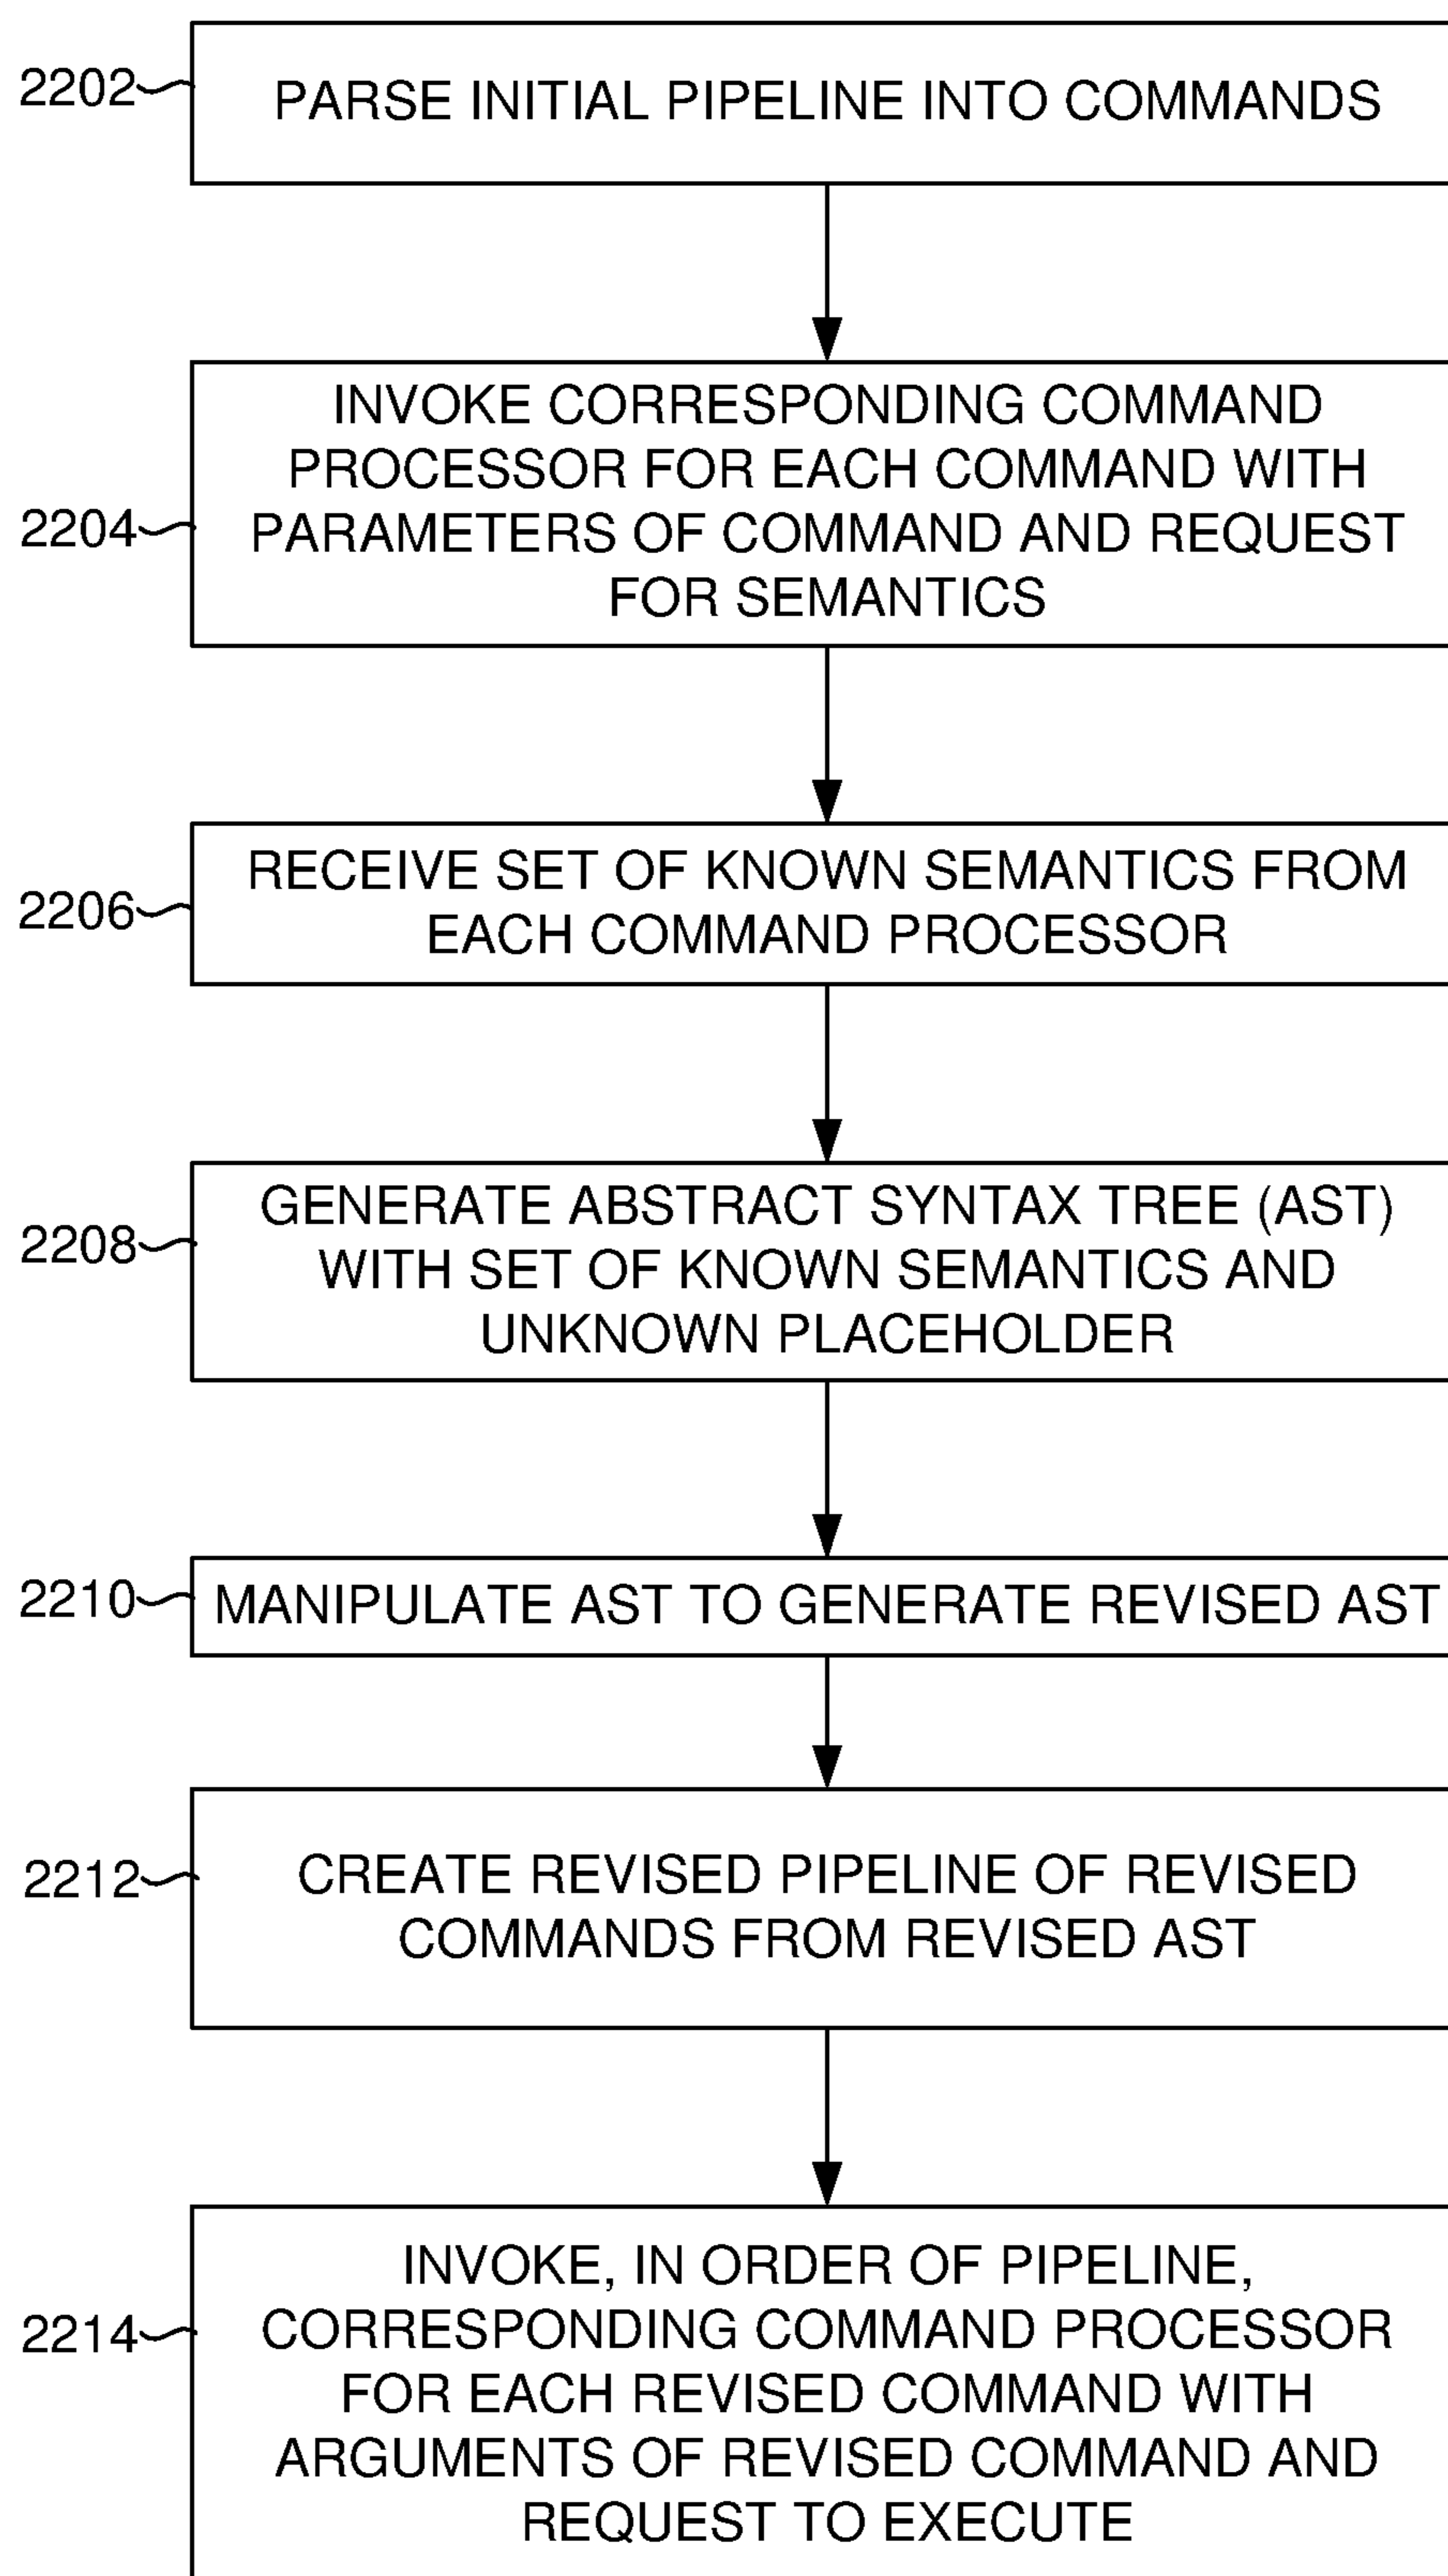 2202
PARSE INITIAL PIPELINE INTO COMMANDS
INVOKE CORRESPONDING COMMAND
PROCESSOR FOR EACH COMMAND WITH
2204
PARAMETERS OF COMMAND AND REQUEST
FOR SEMANTICS
RECEIVE SET OF KNOWN SEMANTICS FROM
2206
EACH COMMAND PROCESSOR
GENERATE ABSTRACT SYNTAX TREE (AST)
2208
WITH SET OF KNOWN SEMANTICS AND
UNKNOWN PLACEHOLDER
2210
MANIPULATE AST TO GENERATE REVISED AST
2212
CREATE REVISED PIPELINE OF REVISED
COMMANDS FROM REVISED AST
INVOKE, IN ORDER OF PIPELINE,
2214
CORRESPONDING COMMAND PROCESSOR
FOR EACH REVISED COMMAND WITH
ARGUMENTS OF REVISED COMMAND AND
REQUEST TO EXECUTE